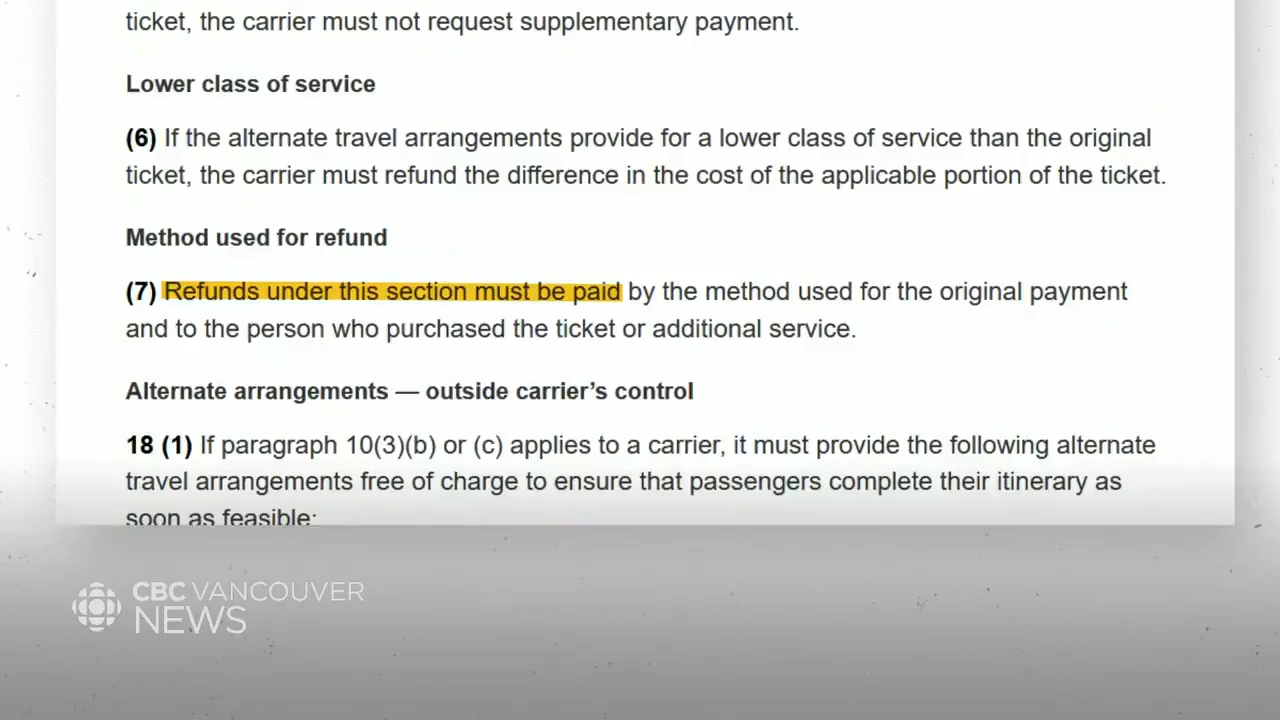 ticket, the carrier must not request supplementary payment.
Lower class of service
(6) If the alternate travel arrangements provide for a lower class of service than the original
ticket, the carrier must refund the difference in the cost of the applicable portion of the ticket.
Method used for refund
(7) Refunds under this section must be paid by the method used for the original payment
and to the person who purchased the ticket or additional service.
Alternate arrangements — outside carrier’s control
18 (1) If paragraph 10(3)(b) or (c) applies to a carrier, it must provide the following alternate
travel arrangements free of charge to ensure that passengers complete their itinerary as
soon as feasible:
CBC VANCOUVER
NEWS